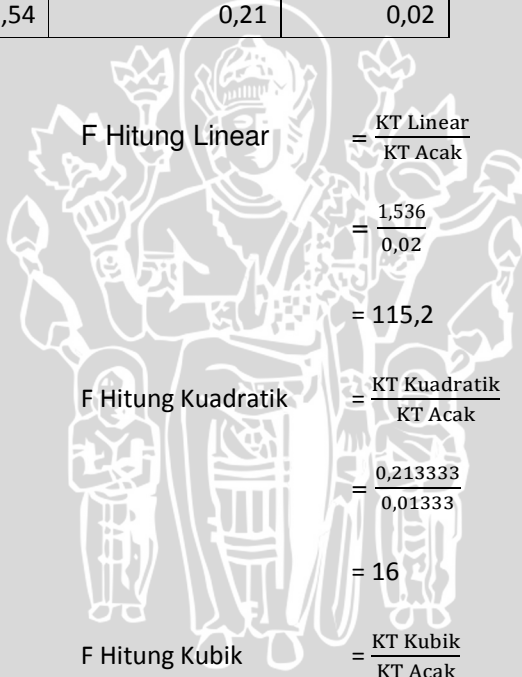 ,54 0,21 0,02
F Hitung Linear = KT Linear / KT Acak
= 1,536 / 0,02
= 115,2
F Hitung Kuadratik = KT Kuadratik / KT Acak
= 0,213333 / 0,01333
= 16
F Hitung Kubik = KT Kubik / KT Acak